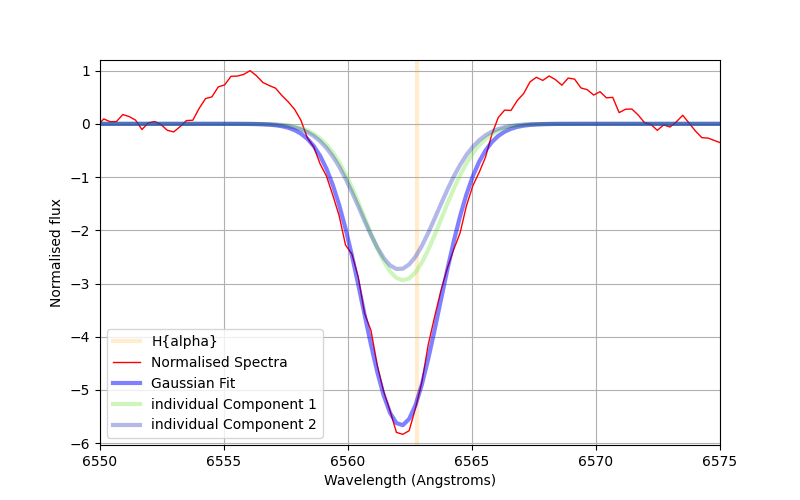 1
0
−1
−2
−3
−4
−5
−6
Normalised flux
H{alpha}
Normalised Spectra
Gaussian Fit
individual Component 1
individual Component 2
6550 6555 6560 6565 6570 6575
Wavelength (Angstroms)